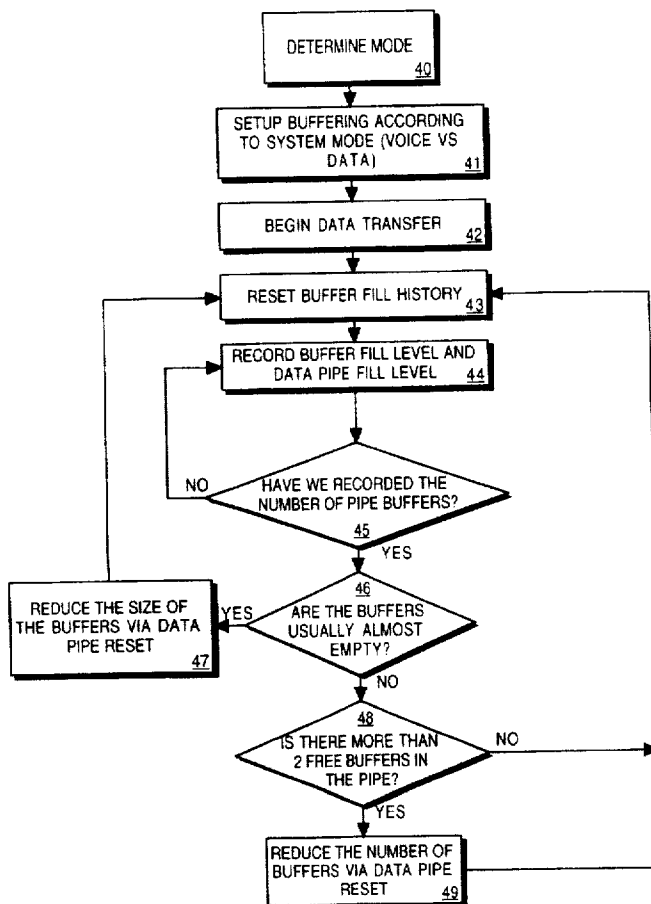 DETERMINE MODE
40
SETUP BUFFERING ACCORDING
TO SYSTEM MODE (VOICE VS
DATA)
41
BEGIN DATA TRANSFER
42
RESET BUFFER FILL HISTORY
43
RECORD BUFFER FILL LEVEL AND
DATA PIPE FILL LEVEL
44
NO
HAVE WE RECORDED THE
NUMBER OF PIPE BUFFERS?
45
YES
46
ARE THE BUFFERS
USUALLY ALMOST
EMPTY?
YES
REDUCE THE SIZE OF
THE BUFFERS VIA DATA
PIPE RESET
47
NO
48
IS THERE MORE THAN
2 FREE BUFFERS IN
THE PIPE?
NO
YES
REDUCE THE NUMBER OF
BUFFERS VIA DATA PIPE
RESET
49